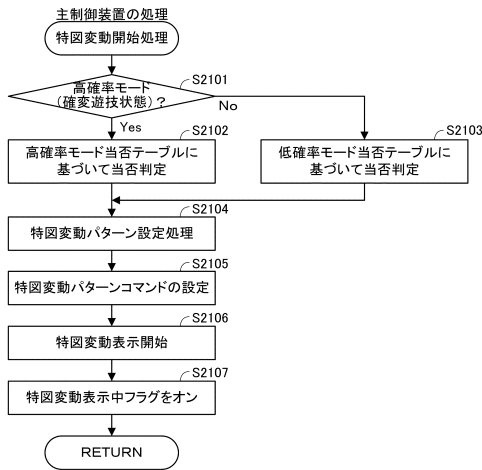 主制御装置の処理
特図変動開始処理
S2101
高確率モード
(確変遊技状態)？
No
Yes
S2102
高確率モード当否テーブルに
基づいて当否判定
S2103
低確率モード当否テーブルに
基づいて当否判定
S2104
特図変動パターン設定処理
S2105
特図変動パターンコマンドの設定
S2106
特図変動表示開始
S2107
特図変動表示中フラグをオン
RETURN